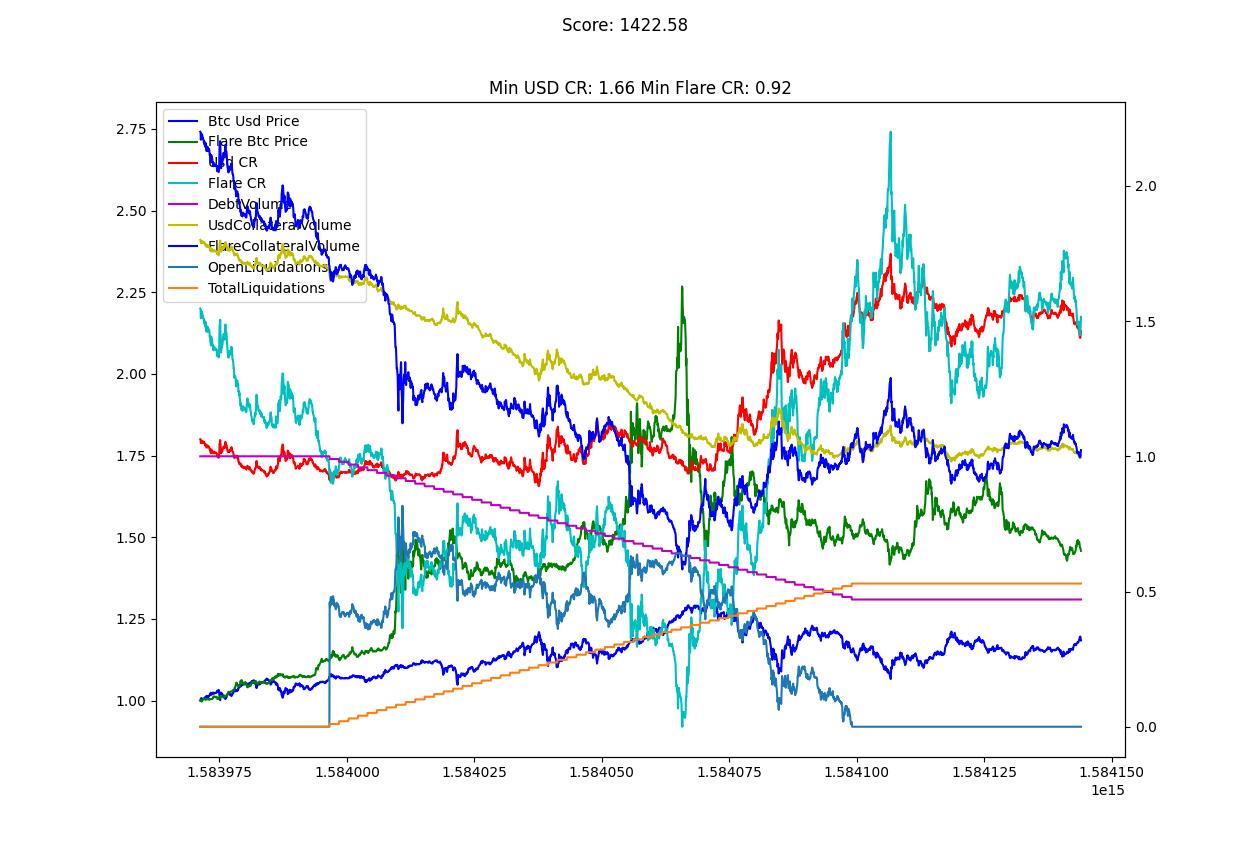 Score: 1422.58
Min USD CR: 1.66 Min Flare CR: 0.92
Btc Usd Price
Flare Btc Price
Usd CR
Flare CR
DebtVolume
UsdCollateralVolume
FlareCollateralVolume
OpenLiquidations
TotalLiquidations
2.75
2.50
2.25
2.00
1.75
1.50
1.25
1.00
2.0
1.5
1.0
0.5
0.0
1.583975
1.584000
1.584025
1.584050
1.584075
1.584100
1.584125
1.584150
1e15